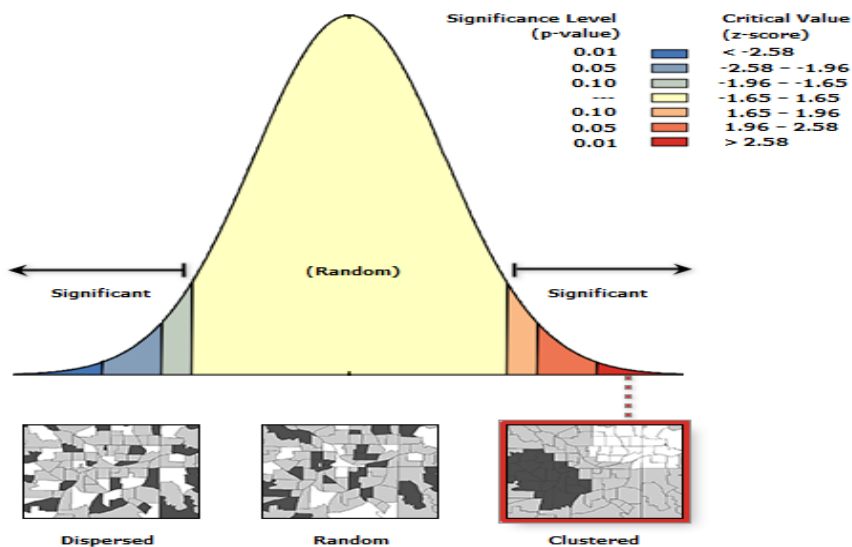 Significance Level Critical Value
(p-value) (z-score)
0.01 < -2.58
0.05 -2.58 – -1.96
0.10 -1.96 – -1.65
--- -1.65 – 1.65
0.10 1.65 – 1.96
0.05 1.96 – 2.58
0.01 > 2.58
(Random)
Significant Significant
Dispersed Random Clustered